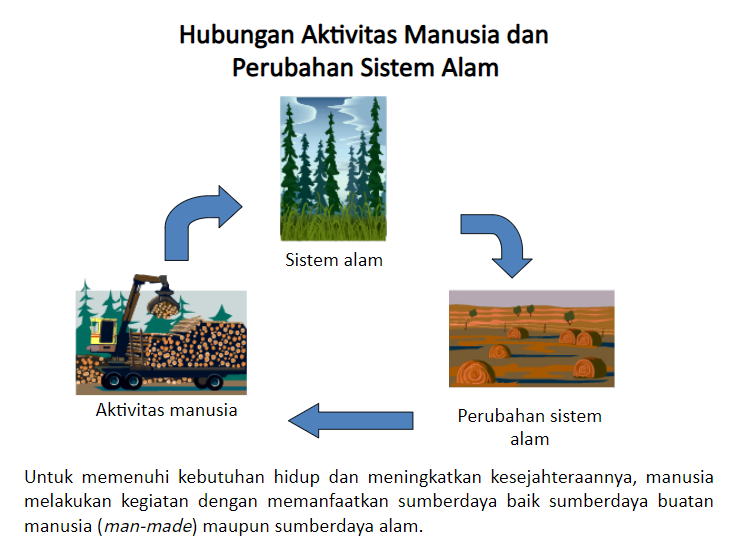 Hubungan Aktivitas Manusia dan
Perubahan Sistem Alam
Sistem alam
Aktivitas manusia
Perubahan sistem
alam
Untuk memenuhi kebutuhan hidup dan meningkatkan kesejahteraannya, manusia
melakukan kegiatan dengan memanfaatkan sumberdaya baik sumberdaya buatan
manusia (man-made) maupun sumberdaya alam.